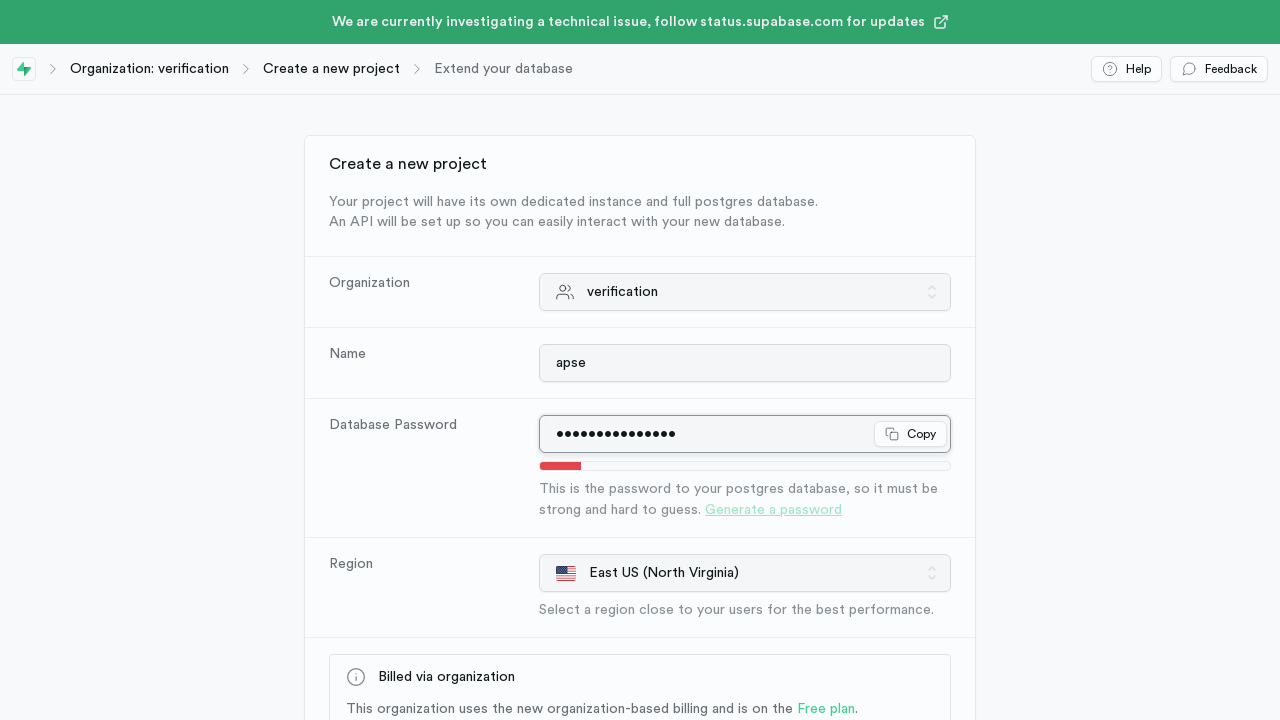 We are currently investigating a technical issue, follow status.supabase.com for updates
Organization: verification
Create a new project
Extend your database
Help
Feedback
Create a new project
Your project will have its own dedicated instance and full postgres database.
An API will be set up so you can easily interact with your new database.
Organization
verification
Name
apse
Database Password
•••••••••••••••
Copy
This is the password to your postgres database, so it must be
strong and hard to guess. Generate a password
Region
East US (North Virginia)
Select a region close to your users for the best performance.
Billed via organization
This organization uses the new organization-based billing and is on the Free plan.